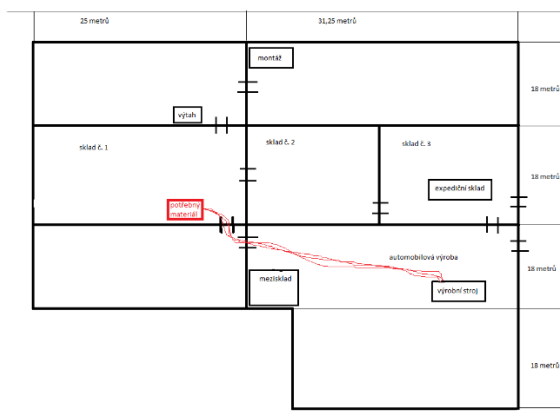 25 metrů
31,25 metrů
montáž
18 metrů
výtah
sklad č. 1
sklad č. 2
sklad č. 3
18 metrů
expediční sklad
potřebny
materiál
automobilová výroba
18 metrů
mezisklad
výrobní stroj
18 metrů